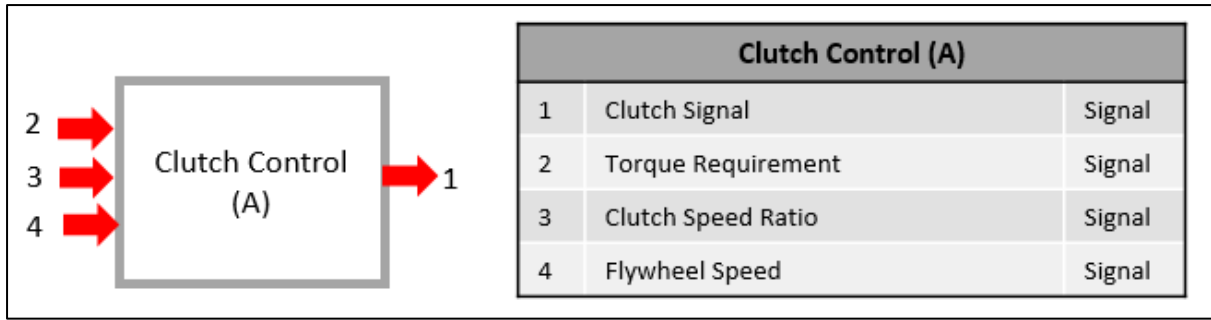 2
3
4
Clutch Control
(A)
1
Clutch Control (A)
1 Clutch Signal Signal
2 Torque Requirement Signal
3 Clutch Speed Ratio Signal
4 Flywheel Speed Signal